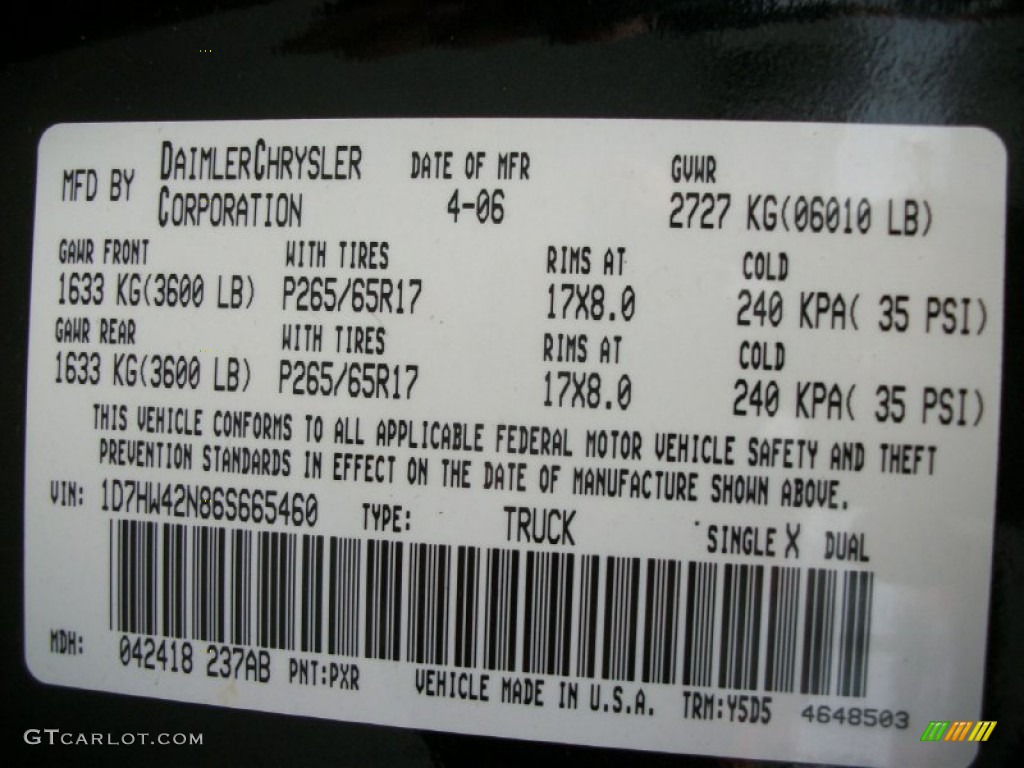 MFD BY DAIMLERCHRYSLER CORPORATION DATE OF MFR 4-06 GVWR 2727 KG(06010 LB)
GAWR FRONT WITH TIRES RIMS AT COLD
1633 KG(3600 LB) P265/65R17 17X8.0 240 KPA( 35 PSI)
GAWR REAR WITH TIRES RIMS AT COLD
1633 KG(3600 LB) P265/65R17 17X8.0 240 KPA( 35 PSI)
THIS VEHICLE CONFORMS TO ALL APPLICABLE FEDERAL MOTOR VEHICLE SAFETY AND THEFT
PREVENTION STANDARDS IN EFFECT ON THE DATE OF MANUFACTURE SHOWN ABOVE.
VIN: 1D7HW42N86S665460 TYPE: TRUCK SINGLE X DUAL
MDH: 042418 237AB PNT:PXR VEHICLE MADE IN U.S.A. TRM:Y5D5 4648503
GTCARLOT.COM